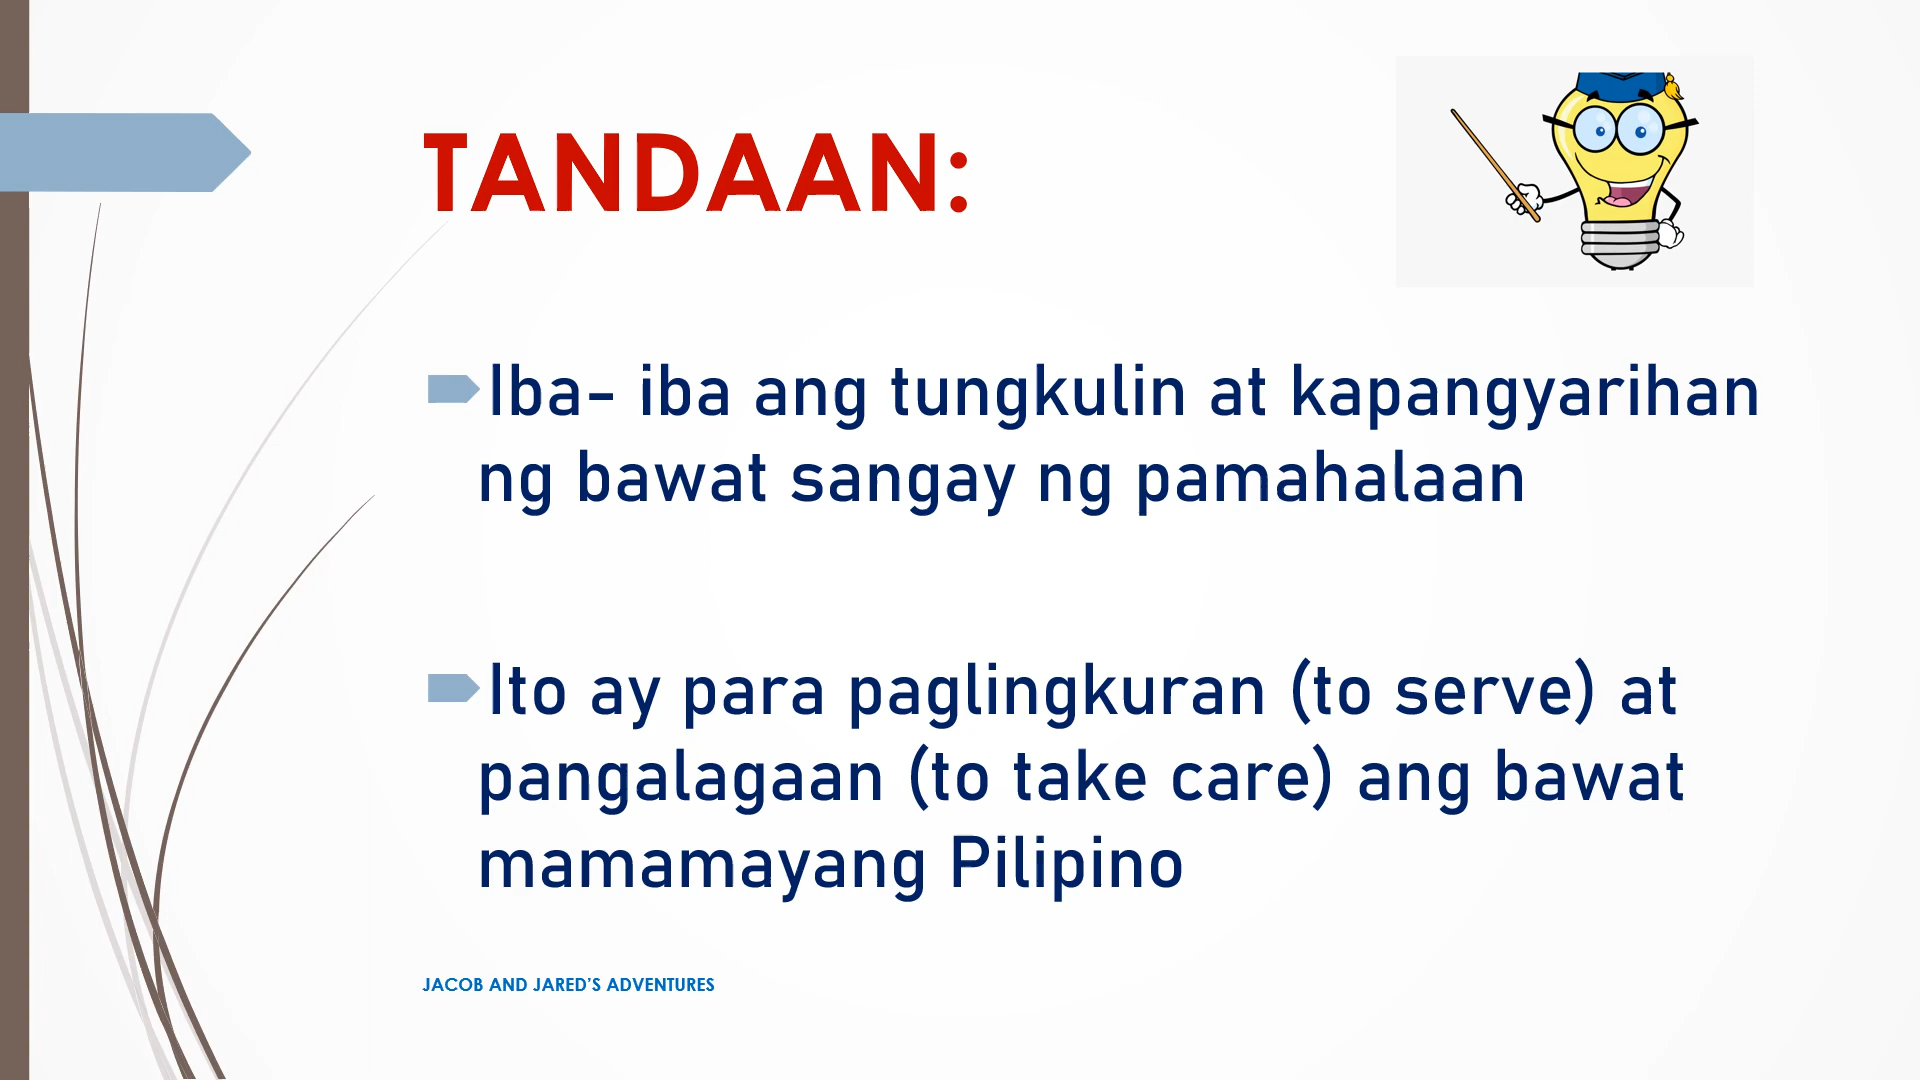 TANDAAN:
Iba- iba ang tungkulin at kapangyarihan
ng bawat sangay ng pamahalaan
Ito ay para paglingkuran (to serve) at
pangalagaan (to take care) ang bawat
mamamayang Pilipino
JACOB AND JARED'S ADVENTURES